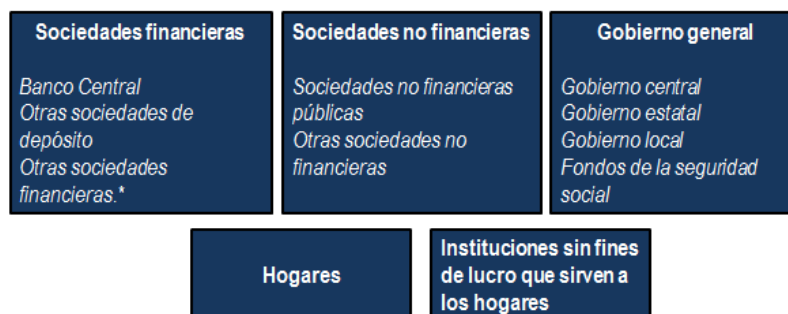 Sociedades financieras
Banco Central
Otras sociedades de
depósito
Otras sociedades
financieras.*
Sociedades no financieras
Sociedades no financieras
públicas
Otras sociedades no
financieras
Gobierno general
Gobierno central
Gobierno estatal
Gobierno local
Fondos de la seguridad
social
Hogares
Instituciones sin fines
de lucro que sirven a
los hogares